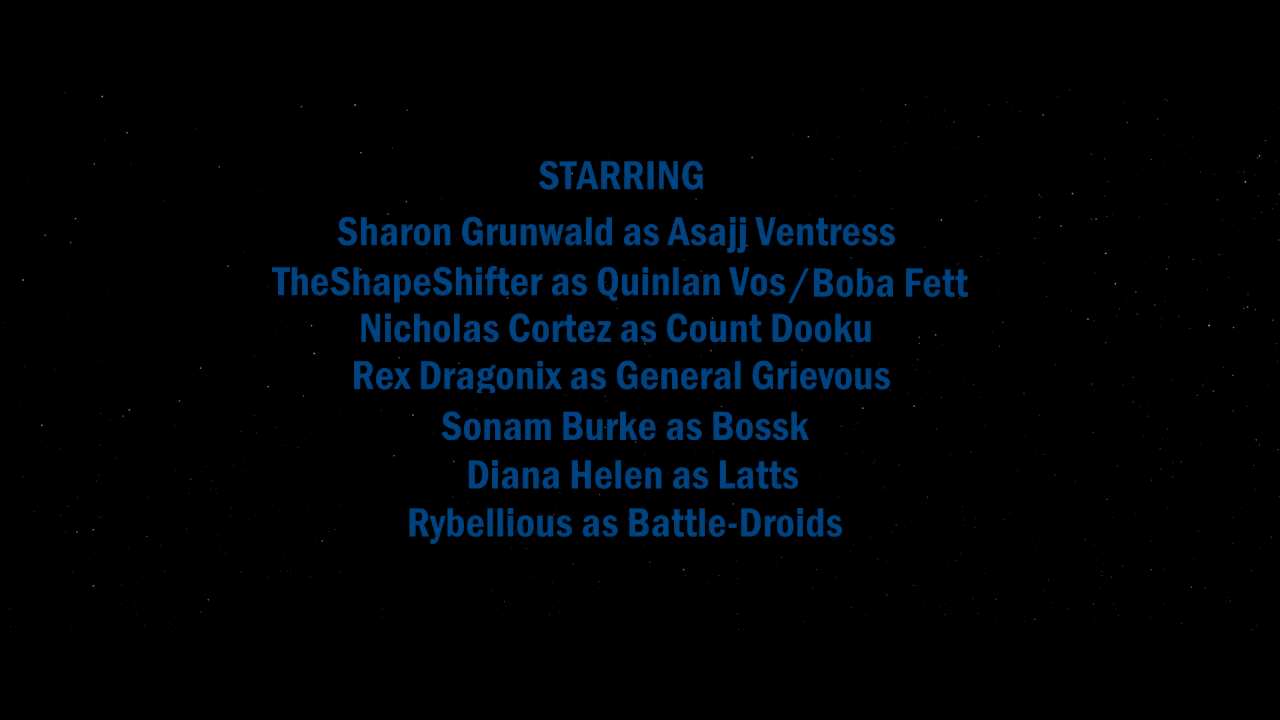 STARRING
Sharon Grunwald as Asajj Ventress
TheShapeShifter as Quinlan Vos/Boba Fett
Nicholas Cortez as Count Dooku
Rex Dragonix as General Grievous
Sonam Burke as Bossk
Diana Helen as Latts
Rybellious as Battle-Droids